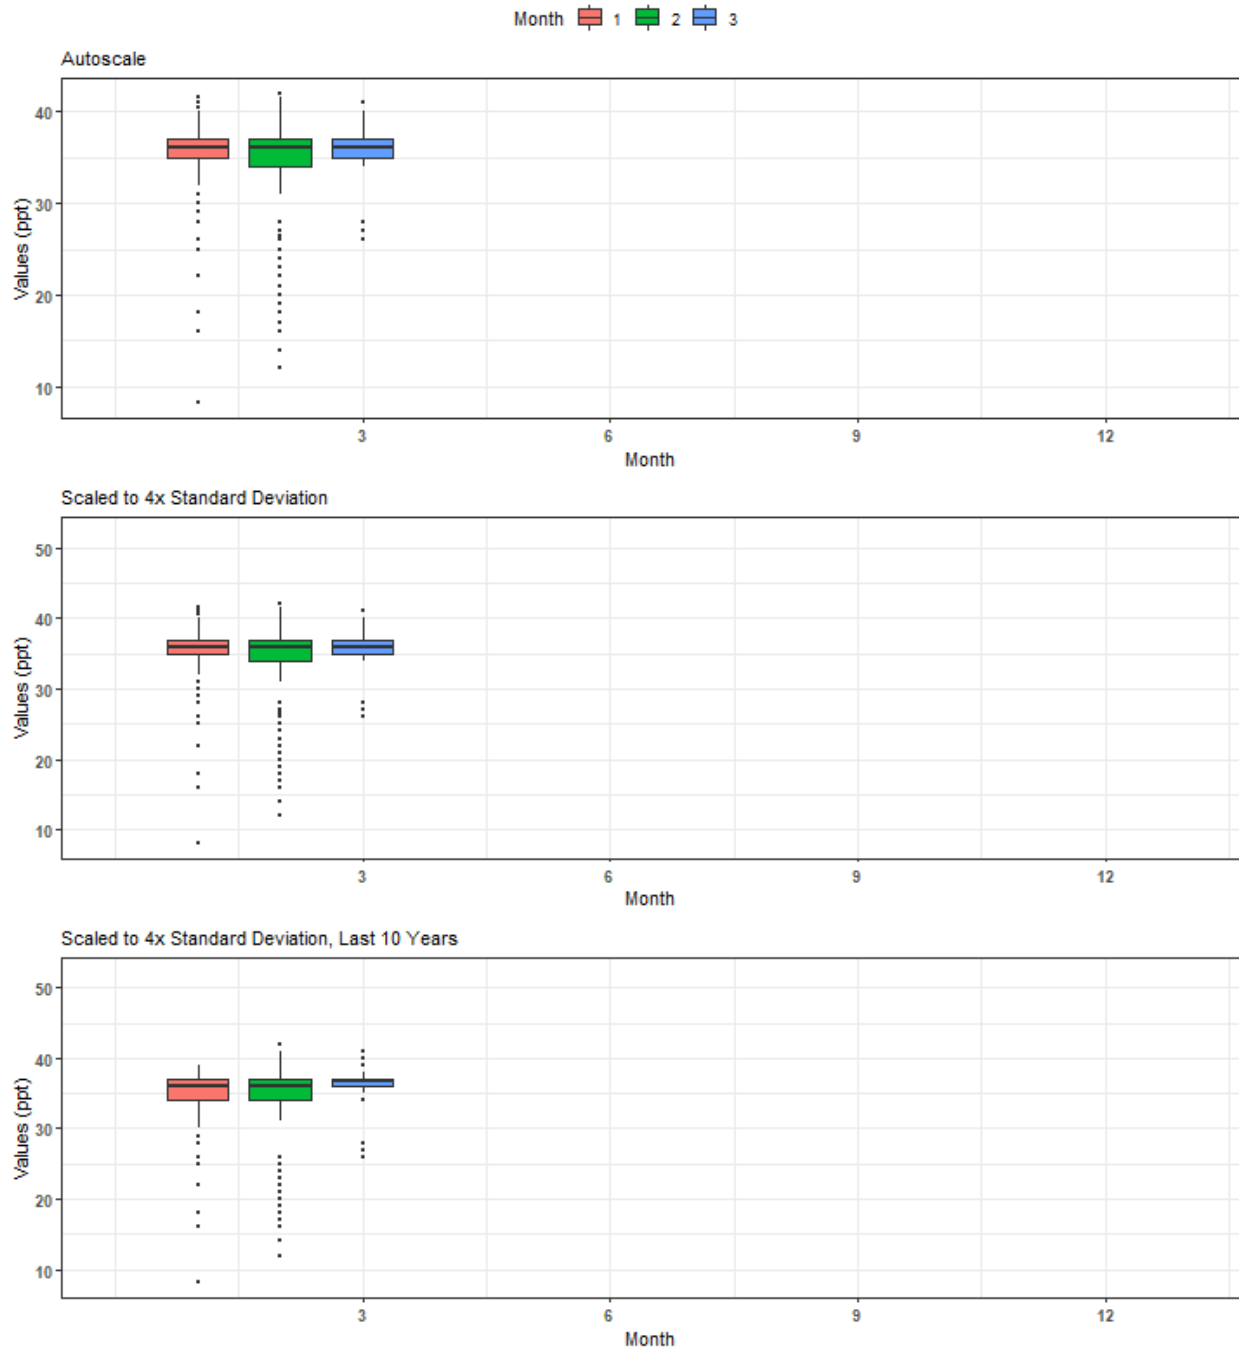 Month 1 2 3
Autoscale
Values (ppt)
40
30
20
10
3 6 9 12
Month
Scaled to 4x Standard Deviation
Values (ppt)
50
40
30
20
10
3 6 9 12
Month
Scaled to 4x Standard Deviation, Last 10 Years
Values (ppt)
50
40
30
20
10
3 6 9 12
Month